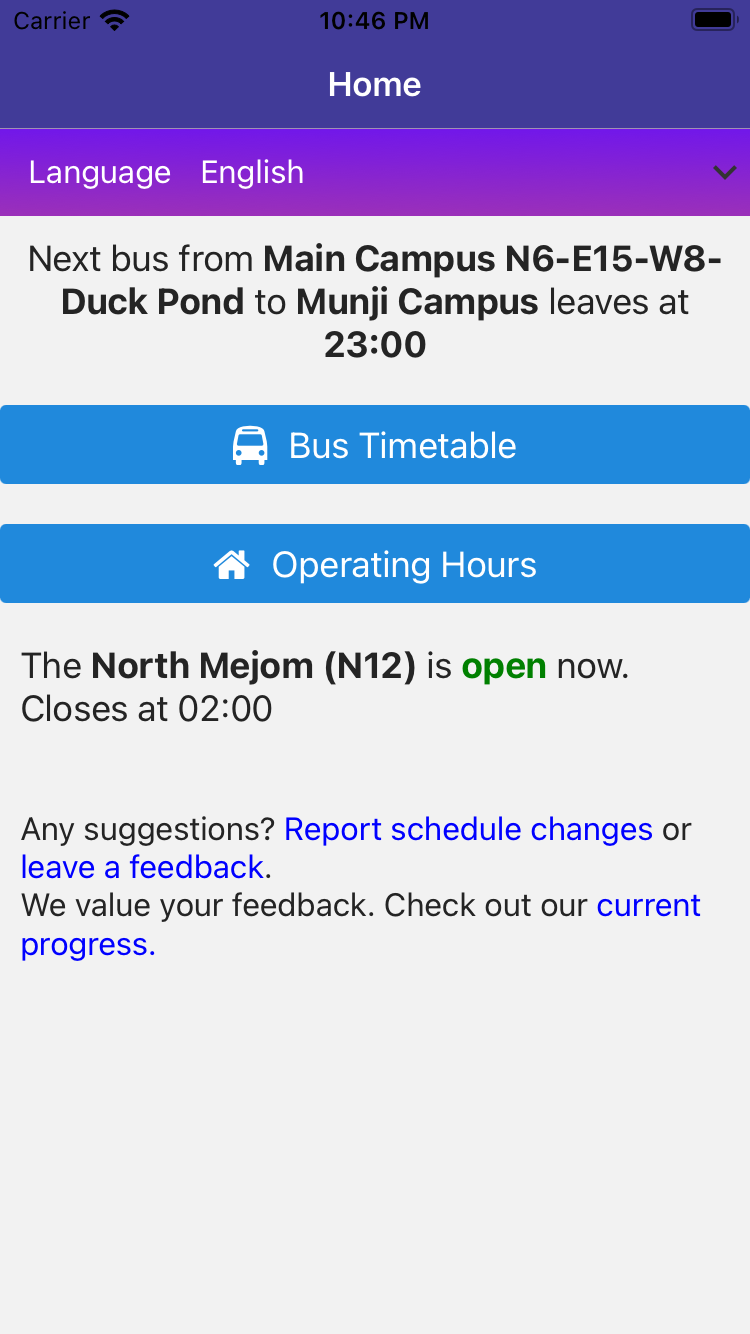 Carrier 10:46 PM
Home
Language English
Next bus from Main Campus N6-E15-W8-
Duck Pond to Munji Campus leaves at
23:00
Bus Timetable
Operating Hours
The North Mejom (N12) is open now.
Closes at 02:00
Any suggestions? Report schedule changes or
leave a feedback.
We value your feedback. Check out our current
progress.